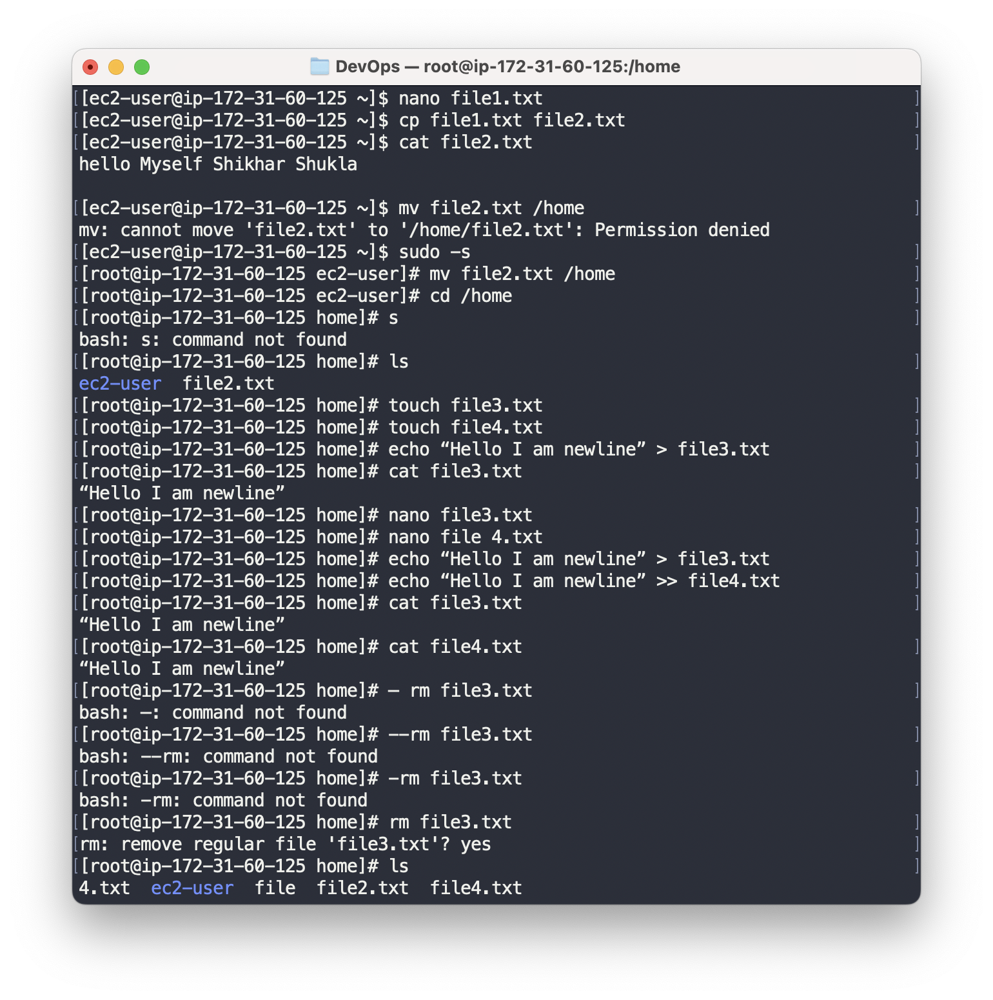 DevOps — root@ip-172-31-60-125:/home
[[ec2-user@ip-172-31-60-125 ~]$ nano file1.txt ]
[[ec2-user@ip-172-31-60-125 ~]$ cp file1.txt file2.txt ]
[[ec2-user@ip-172-31-60-125 ~]$ cat file2.txt ]
hello Myself Shikhar Shukla
[[ec2-user@ip-172-31-60-125 ~]$ mv file2.txt /home ]
mv: cannot move 'file2.txt' to '/home/file2.txt': Permission denied
[[ec2-user@ip-172-31-60-125 ~]$ sudo -s ]
[[root@ip-172-31-60-125 ec2-user]# mv file2.txt /home ]
[[root@ip-172-31-60-125 ec2-user]# cd /home ]
[[root@ip-172-31-60-125 home]# s ]
bash: s: command not found
[[root@ip-172-31-60-125 home]# ls ]
ec2-user  file2.txt
[[root@ip-172-31-60-125 home]# touch file3.txt ]
[[root@ip-172-31-60-125 home]# touch file4.txt ]
[[root@ip-172-31-60-125 home]# echo “Hello I am newline” > file3.txt ]
[[root@ip-172-31-60-125 home]# cat file3.txt ]
“Hello I am newline”
[[root@ip-172-31-60-125 home]# nano file3.txt ]
[[root@ip-172-31-60-125 home]# nano file 4.txt ]
[[root@ip-172-31-60-125 home]# echo “Hello I am newline” > file3.txt ]
[[root@ip-172-31-60-125 home]# echo “Hello I am newline” >> file4.txt ]
[[root@ip-172-31-60-125 home]# cat file3.txt ]
“Hello I am newline”
[[root@ip-172-31-60-125 home]# cat file4.txt ]
“Hello I am newline”
[[root@ip-172-31-60-125 home]# — rm file3.txt ]
bash: —: command not found
[[root@ip-172-31-60-125 home]# --rm file3.txt ]
bash: --rm: command not found
[[root@ip-172-31-60-125 home]# -rm file3.txt ]
bash: -rm: command not found
[[root@ip-172-31-60-125 home]# rm file3.txt ]
[rm: remove regular file 'file3.txt'? yes ]
[[root@ip-172-31-60-125 home]# ls ]
4.txt  ec2-user  file  file2.txt  file4.txt